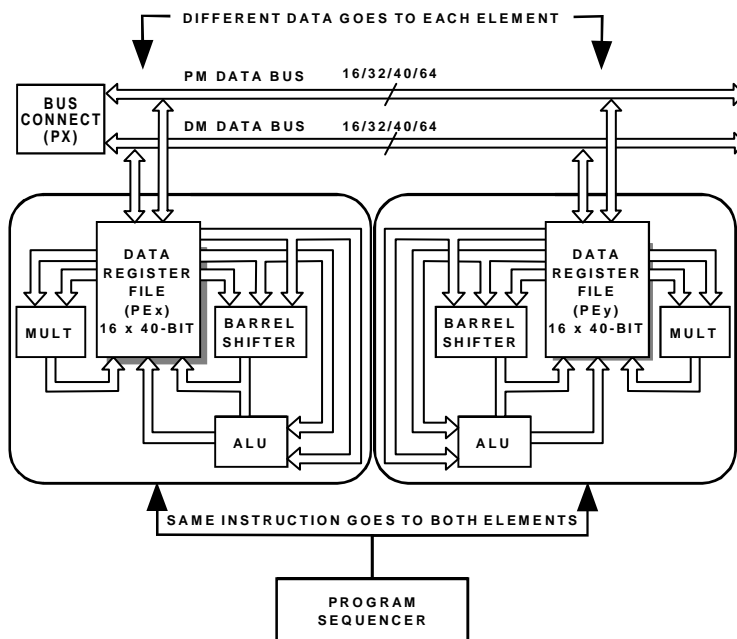 DIFFERENT DATA GOES TO EACH ELEMENT
PM DATA BUS 16/32/40/64
BUS
CONNECT
(PX)
DM DATA BUS 16/32/40/64
DATA
REGISTER
FILE
(PEx)
16 x 40-BIT
MULT
BARREL
SHIFTER
ALU
DATA
REGISTER
FILE
(PEy)
16 x 40-BIT
BARREL
SHIFTER
MULT
ALU
SAME INSTRUCTION GOES TO BOTH ELEMENTS
PROGRAM
SEQUENCER